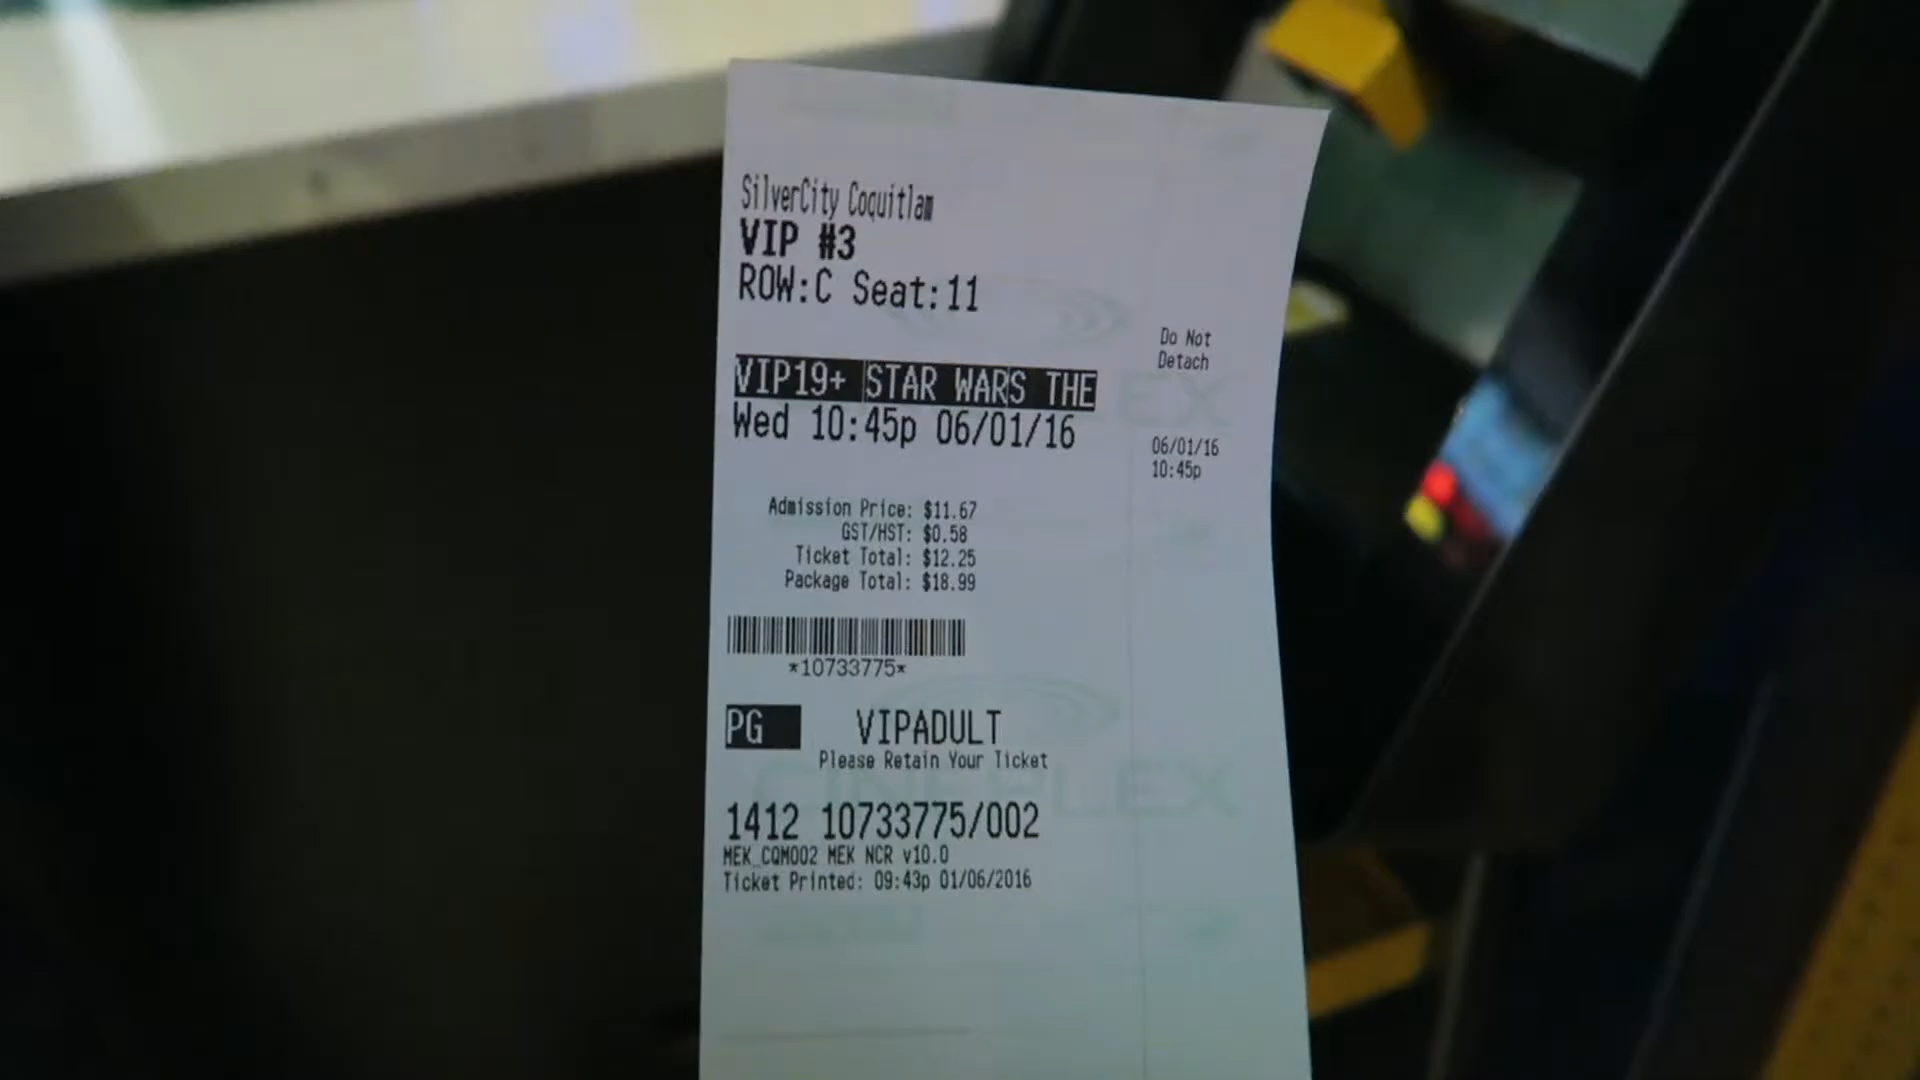 SilverCity Coquitlam
VIP #3
ROW:C Seat:11
Do Not
Detach
VIP19+ STAR WARS THE
Wed 10:45p 06/01/16
06/01/16
10:45p
Admission Price: $11.67
GST/HST: $0.58
Ticket Total: $12.25
Package Total: $18.99
*10733775*
PG VIPADULT
Please Retain Your Ticket
CINEPLEX
1412 10733775/002
MEK_CQM002 MEK NCR v10.0
Ticket Printed: 09:43p 01/06/2016